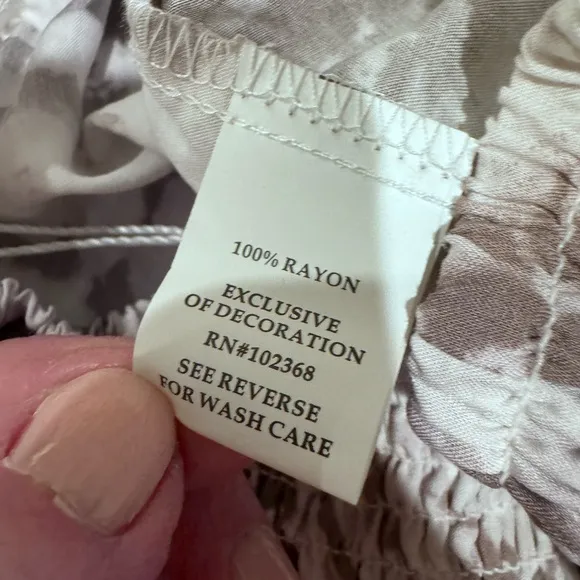 100% RAYON
EXCLUSIVE
OF DECORATION
RN#102368
SEE REVERSE
FOR WASH CARE